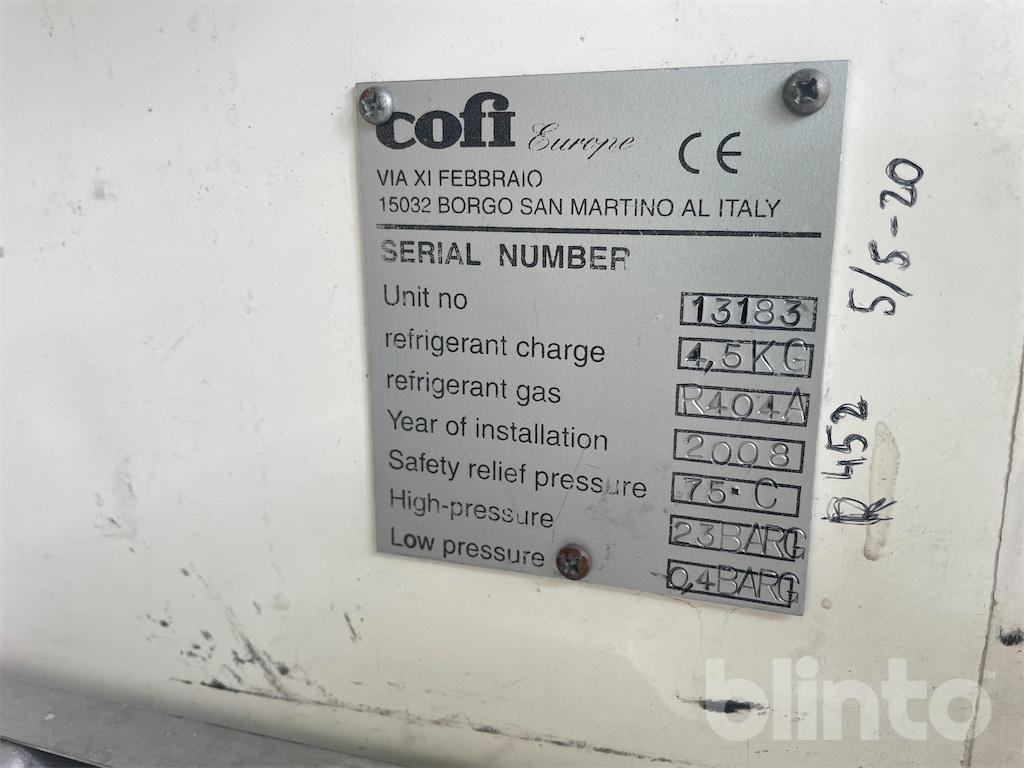 cofi Europe CE
VIA XI FEBBRAIO
15032 BORGO SAN MARTINO AL ITALY
SERIAL NUMBER
Unit no 13183
refrigerant charge 4,5KG
refrigerant gas R404A
Year of installation 2008
Safety relief pressure 75·C
High-pressure 23BARG
Low pressure 0,4BARG
R 452 5/5-20
blinto